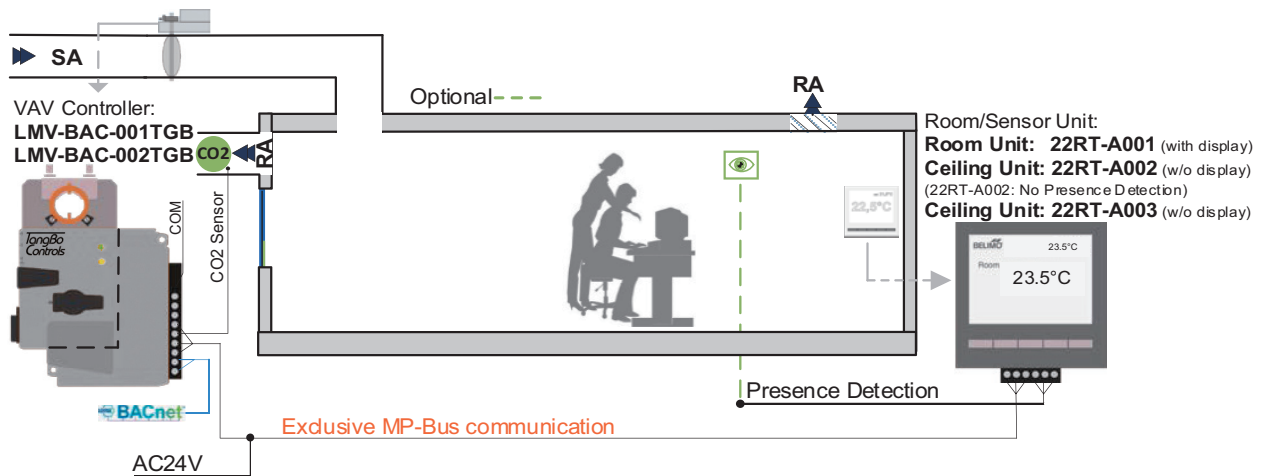 SA
VAV Controller:
LMV-BAC-001TGB
LMV-BAC-002TGB
CO2
RA
Optional
RA
Room/Sensor Unit:
Room Unit: 22RT-A001 (with display)
Ceiling Unit: 22RT-A002 (w/o display)
(22RT-A002: No Presence Detection)
Ceiling Unit: 22RT-A003 (w/o display)
TongBo
Controls
COM
CO2 Sensor
22,5°C
BELIMO
23.5°C
Room
23.5°C
BACnet
Presence Detection
Exclusive MP-Bus communication
AC24V